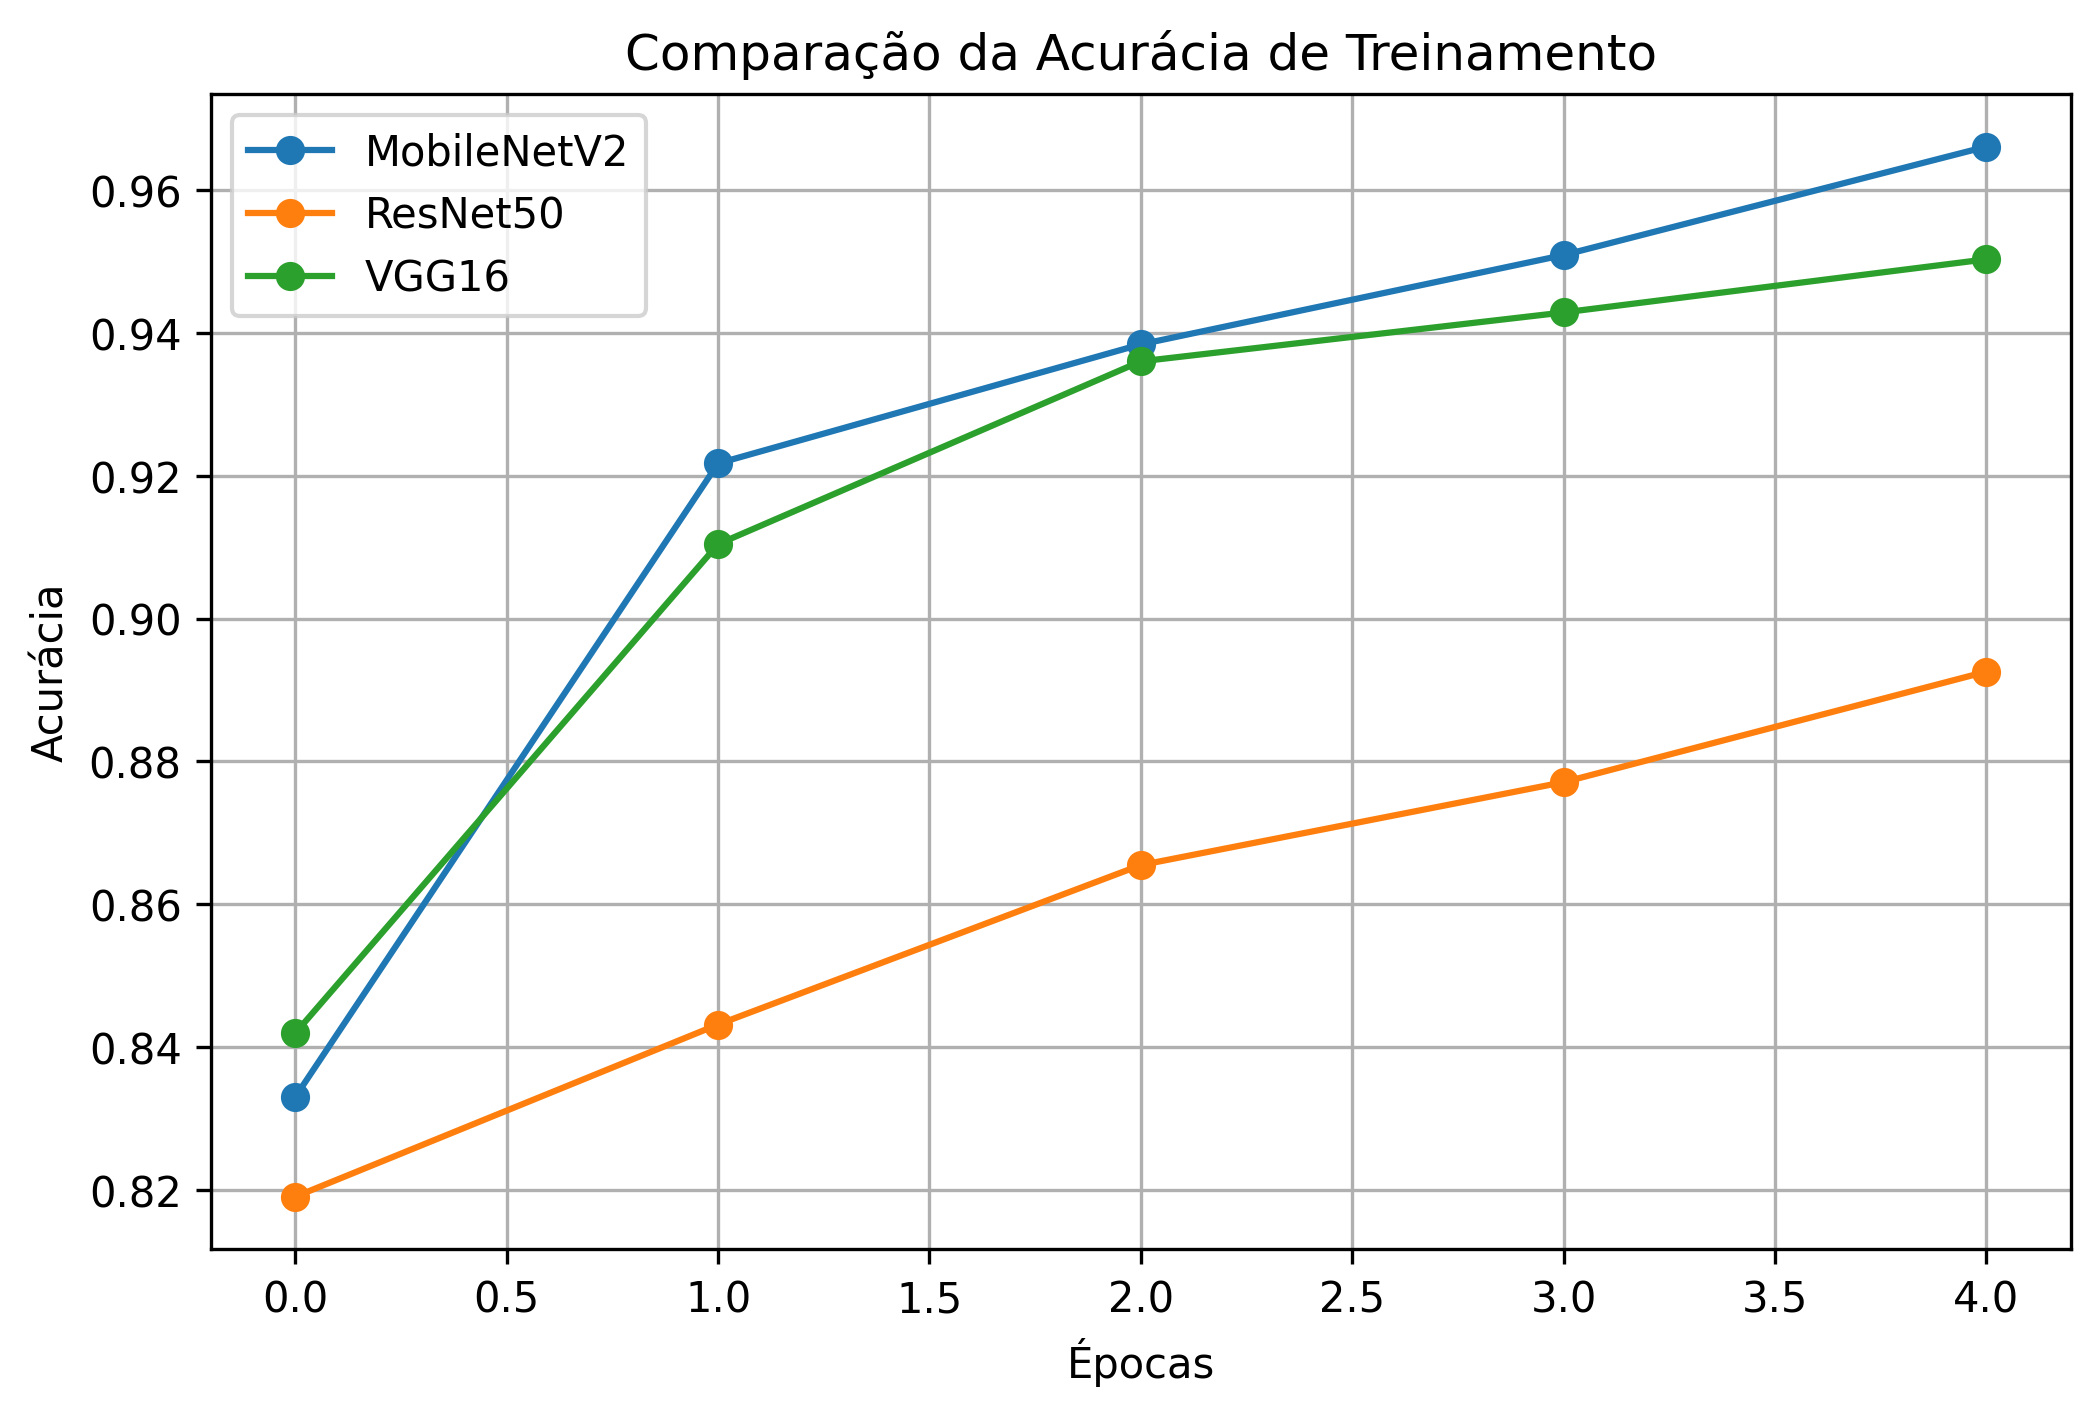 Comparação da Acurácia de Treinamento
MobileNetV2
ResNet50
VGG16
Acurácia
0.96
0.94
0.92
0.90
0.88
0.86
0.84
0.82
0.0 0.5 1.0 1.5 2.0 2.5 3.0 3.5 4.0
Épocas